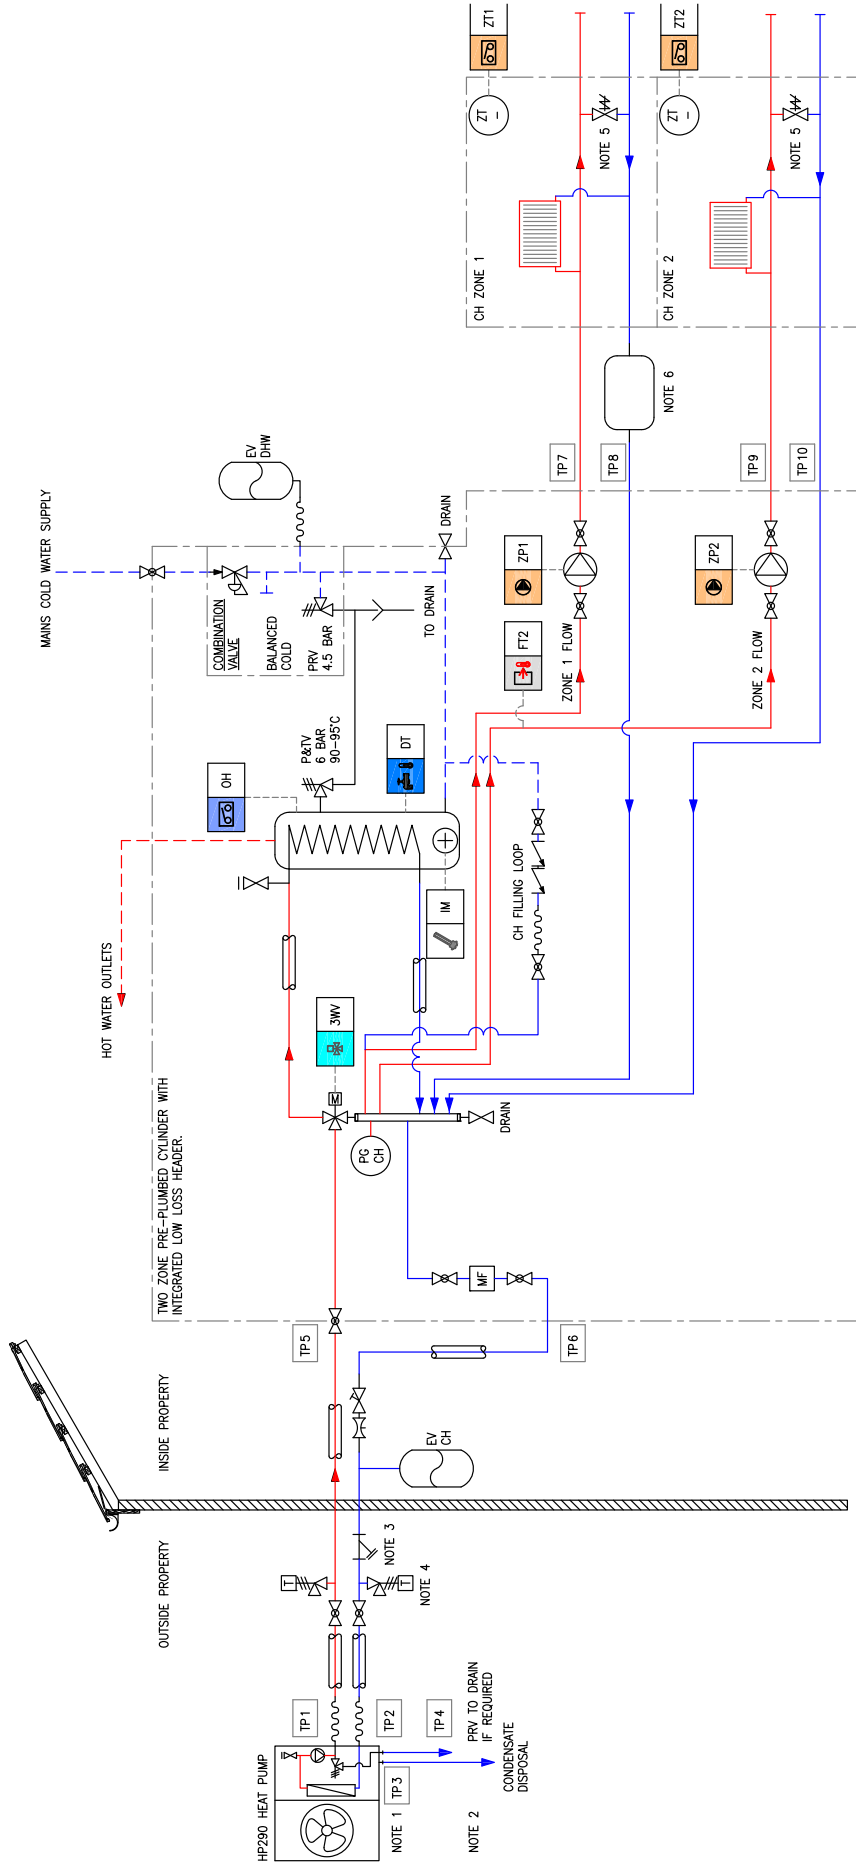 HP290 HEAT PUMP
NOTE 1
NOTE 2
TP1
TP2
TP3
TP4
PRV TO DRAIN
IF REQUIRED
CONDENSATE
DISPOSAL
OUTSIDE PROPERTY
INSIDE PROPERTY
T
T
NOTE 4
NOTE 3
EV
CH
TP5
TP6
TWO ZONE PRE-PLUMBED CYLINDER WITH
INTEGRATED LOW LOSS HEADER.
MF
PG
CH
M
3WV
DRAIN
HOT WATER OUTLETS
OH
IM
DT
P&TV
6 BAR
90-95°C
CH FILLING LOOP
MAINS COLD WATER SUPPLY
COMBINATION
VALVE
BALANCED
COLD
PRV
4.5 BAR
EV
DHW
TO DRAIN
DRAIN
FT2
ZONE 1 FLOW
ZONE 2 FLOW
ZP1
ZP2
TP7
TP8
TP9
TP10
NOTE 6
CH ZONE 1
CH ZONE 2
NOTE 5
NOTE 5
ZT
-
ZT
-
ZT1
ZT2